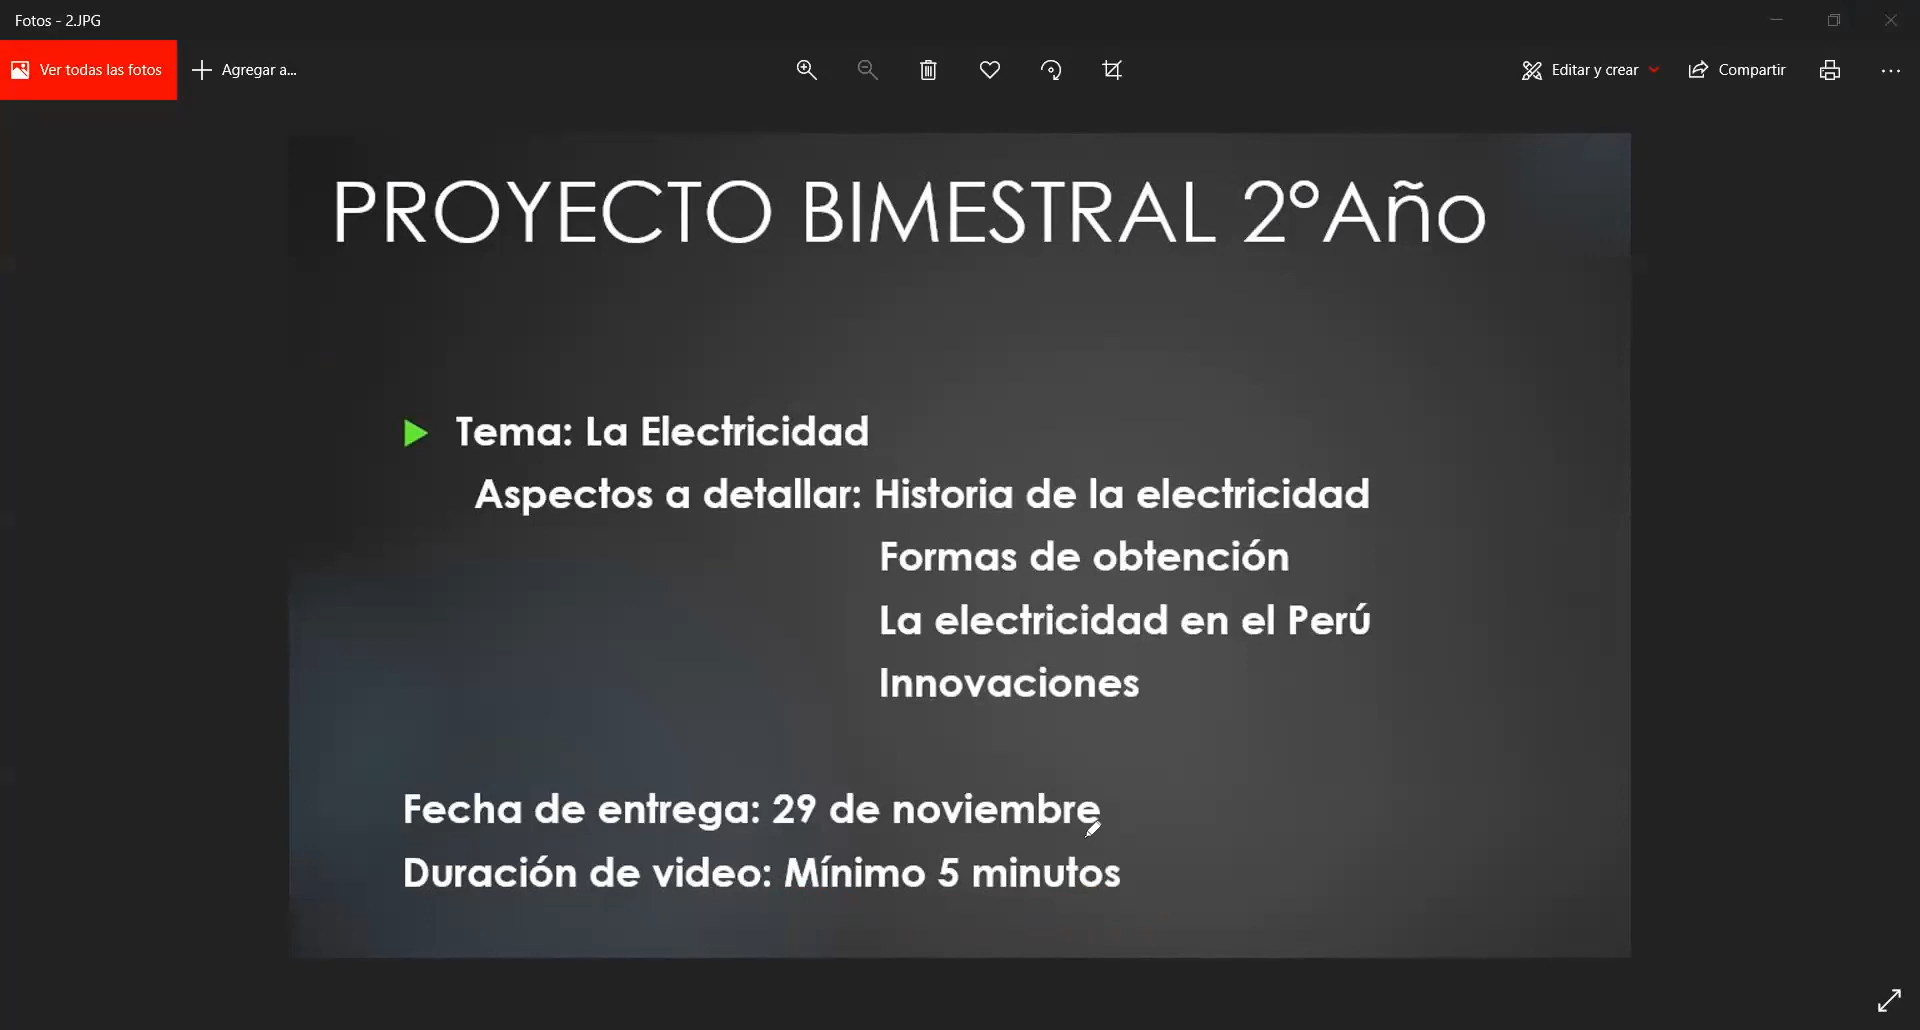 Fotos - 2.JPG
Ver todas las fotos
Agregar a...
Editar y crear
Compartir
PROYECTO BIMESTRAL 2°Año
Tema: La Electricidad
Aspectos a detallar: Historia de la electricidad
Formas de obtención
La electricidad en el Perú
Innovaciones
Fecha de entrega: 29 de noviembre
Duración de video: Mínimo 5 minutos